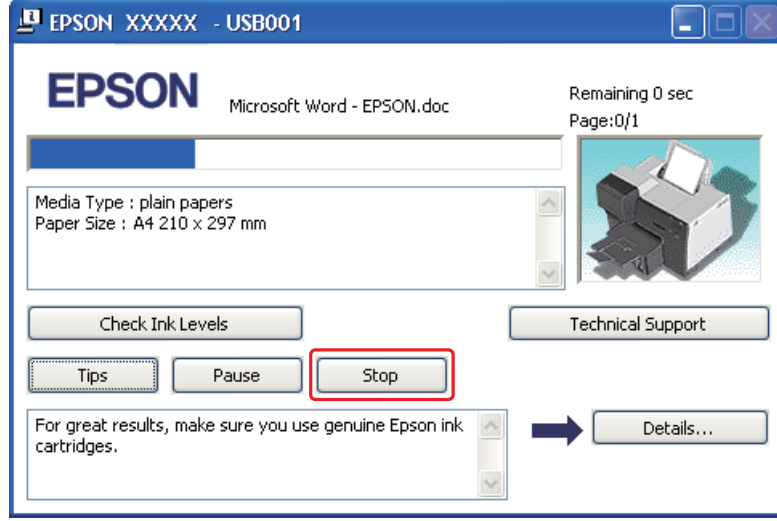 EPSON XXXXX - USB001
EPSON
Microsoft Word - EPSON.doc
Remaining 0 sec
Page:0/1
Media Type : plain papers
Paper Size : A4 210 x 297 mm
Check Ink Levels
Technical Support
Tips
Pause
Stop
For great results, make sure you use genuine Epson ink
cartridges.
Details...